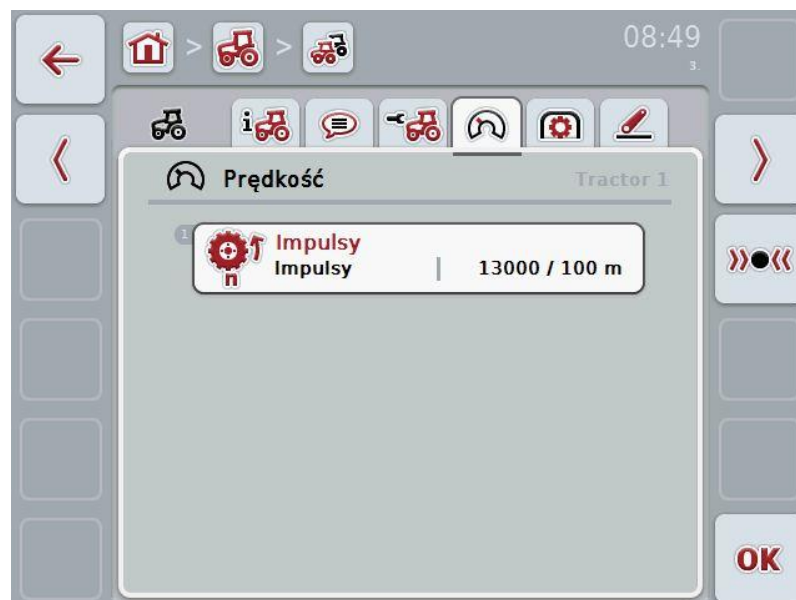 08:49
3.
i
Prędkość
Tractor 1
1
Impulsy
n
Impulsy | 13000 / 100 m
OK